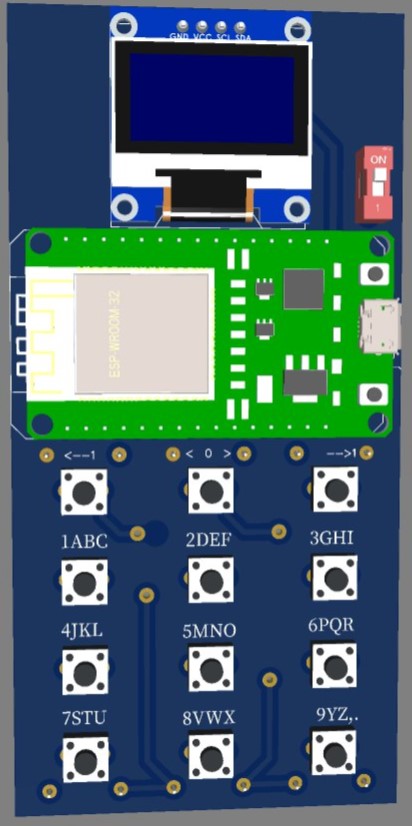 GND VCC SCL SDA
ON
1
ESP WROOM 32
<--1 < 0 > -->1
1ABC 2DEF 3GHI
4JKL 5MNO 6PQR
7STU 8VWX 9YZ,.